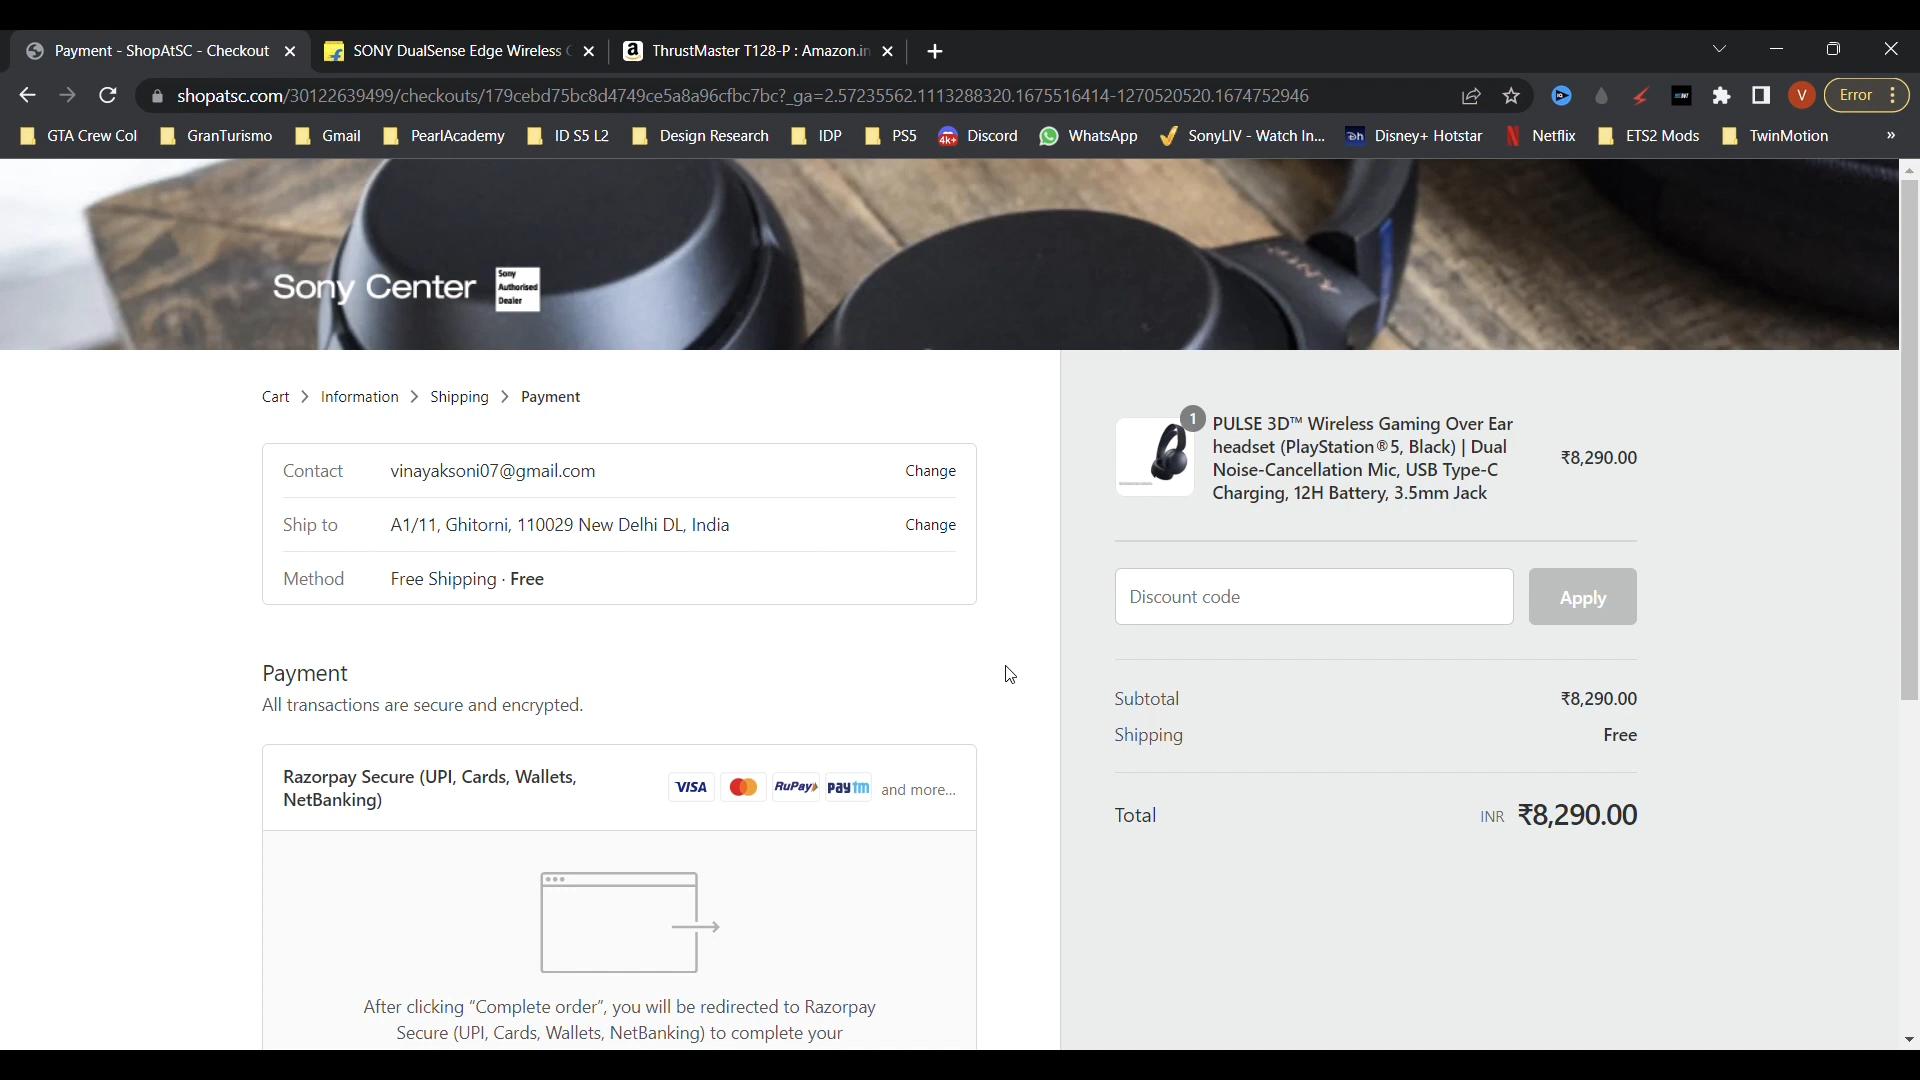 Payment - ShopAtSC - Checkout
SONY DualSense Edge Wireless
ThrustMaster T128-P : Amazon.in
shopatsc.com/30122639499/checkouts/179cebd75bc8d4749ce5a8a96cfbc7bc?_ga=2.57235562.1113288320.1675516414-1270520520.1674752946
V
Error
GTA Crew Col
GranTurismo
Gmail
PearlAcademy
ID S5 L2
Design Research
IDP
PS5
4k+
Discord
WhatsApp
SonyLIV - Watch In...
Disney+ Hotstar
Netflix
ETS2 Mods
TwinMotion
»
SONY
Sony Center
Sony
Authorised
Dealer
Cart > Information > Shipping > Payment
Contact vinayaksoni07@gmail.com Change
Ship to A1/11, Ghitorni, 110029 New Delhi DL, India Change
Method Free Shipping · Free
Payment
All transactions are secure and encrypted.
Razorpay Secure (UPI, Cards, Wallets,
NetBanking)
VISA
RuPay
paytm
and more...
After clicking “Complete order”, you will be redirected to Razorpay
Secure (UPI, Cards, Wallets, NetBanking) to complete your
1
PULSE 3D™ Wireless Gaming Over Ear
headset (PlayStation®5, Black) | Dual
Noise-Cancellation Mic, USB Type-C
Charging, 12H Battery, 3.5mm Jack
₹8,290.00
Discount code
Apply
Subtotal ₹8,290.00
Shipping Free
Total INR ₹8,290.00